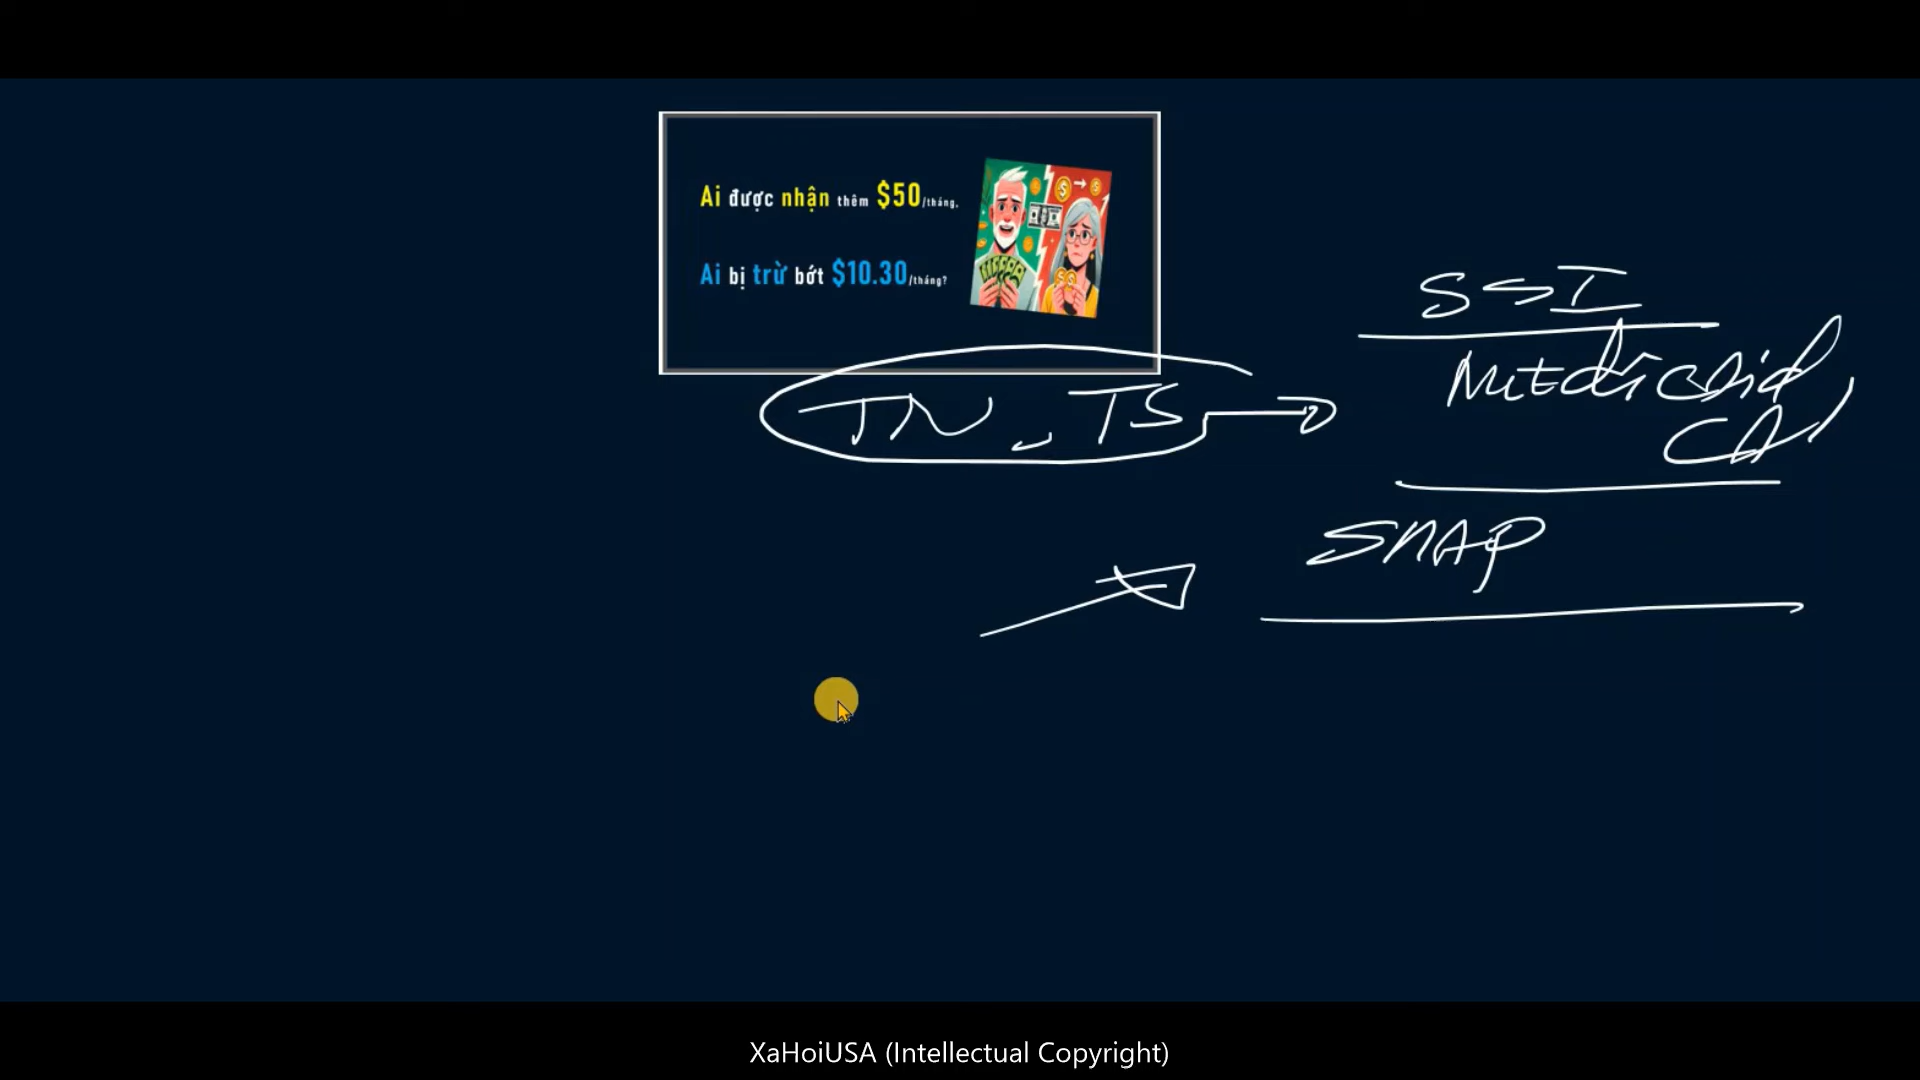 Ai được nhận thêm $50/tháng.
Ai bị trừ bớt $10.30/tháng?
SSI
Medicaid,
CA
TN, TS
SNAP
XaHoiUSA (Intellectual Copyright)